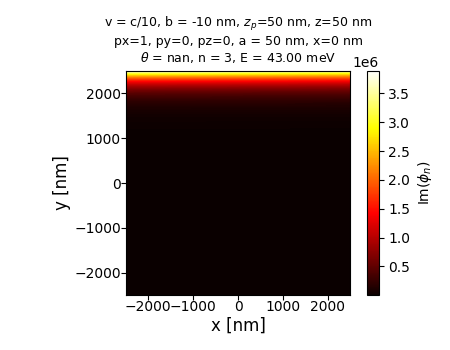 v = c/10, b = -10 nm, z_p=50 nm, z=50 nm
px=1, py=0, pz=0, a = 50 nm, x=0 nm
θ = nan, n = 3, E = 43.00 meV
1e6
2000
1000
0
−1000
−2000
y [nm]
−2000 −1000 0 1000 2000
x [nm]
3.5
3.0
2.5
2.0
1.5
1.0
0.5
Im(ϕ_n)